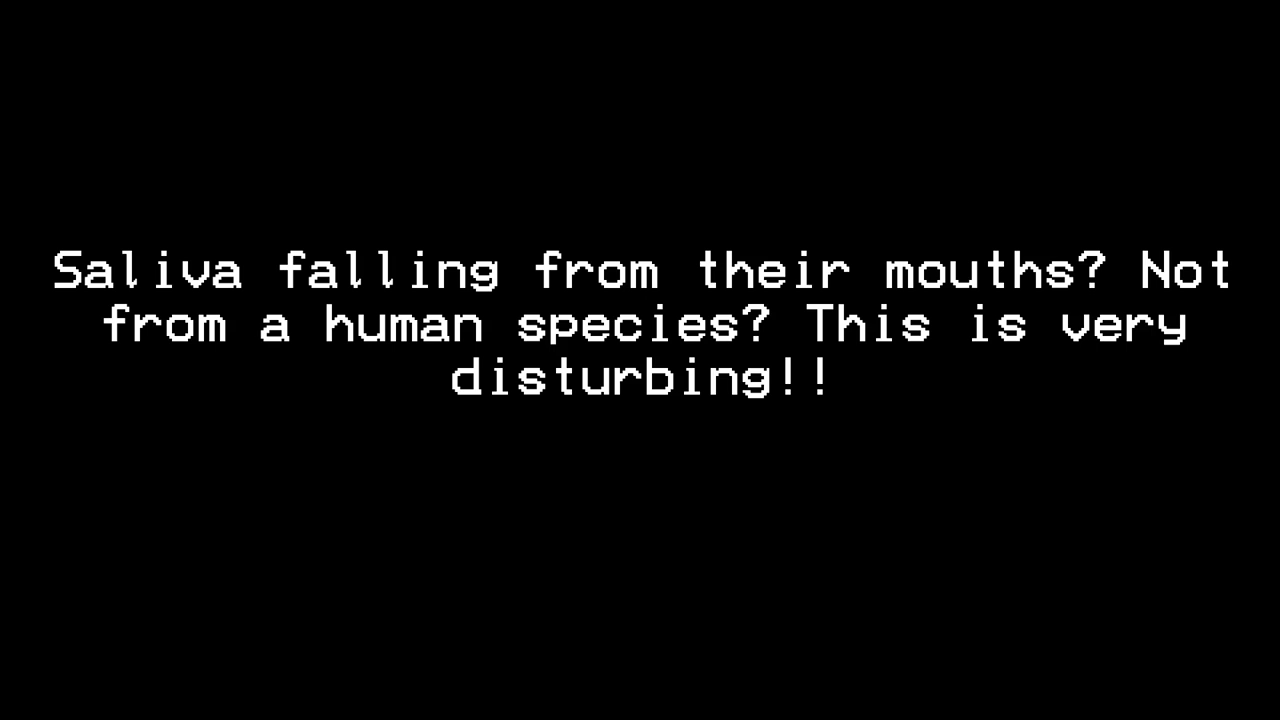 Saliva falling from their mouths? Not
from a human species? This is very
disturbing!!